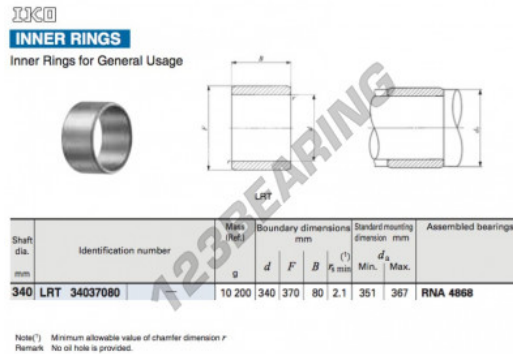 IKO
INNER RINGS
Inner Rings for General Usage
B
F
d
r
r
dₐ
LRT
123BEARING
Shaft dia. mm
Identification number
Mass (Ref.) g
Boundary dimensions mm
d F B rs min (1)
Standard mounting dimension mm
da
Min. Max.
Assembled bearings
340 LRT 34037080 — 10 200 340 370 80 2.1 351 367 RNA 4868
Note(1) Minimum allowable value of chamfer dimension r
Remark No oil hole is provided.